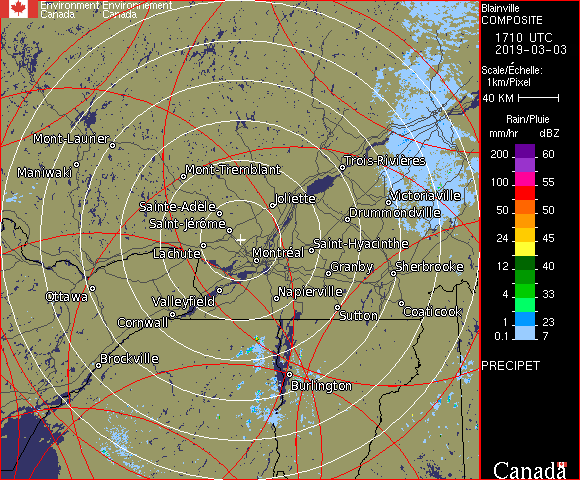 Environment Environnement
Canada Canada
Blainville
COMPOSITE
1710 UTC
2019-03-03
Scale/Échelle:
1km/Pixel
40 KM
Rain/Pluie
mm/hr dBZ
200 60
150 57
100 55
50 50
24 45
12 40
4 33
1 23
0.1 7
PRECIPET
Mont-Laurier
Maniwaki
Mont-Tremblant
Trois-Rivières
Sainte-Adèle
Joliette
Victoriaville
Saint-Jérôme
Drummondville
Lachute
Montréal
Saint-Hyacinthe
Granby
Sherbrooke
Ottawa
Valleyfield
Napierville
Cornwall
Sutton
Coaticook
Brockville
Burlington
Canada